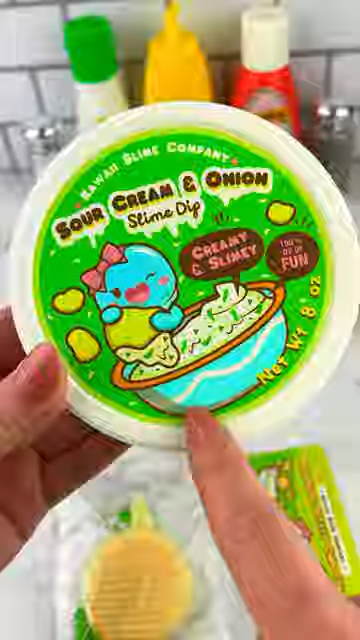 Kawaii Slime Company
Sour Cream & Onion
Slime Dip
Creamy
& Slimey
100%
FUN
Net Wt 8 oz